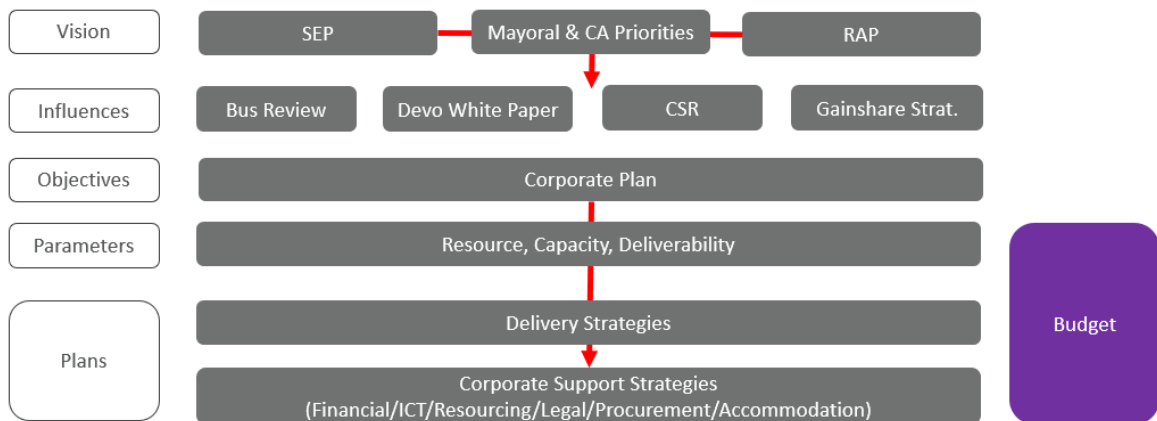 Vision
SEP
Mayoral & CA Priorities
RAP
Influences
Bus Review
Devo White Paper
CSR
Gainshare Strat.
Objectives
Corporate Plan
Parameters
Resource, Capacity, Deliverability
Plans
Delivery Strategies
Corporate Support Strategies
(Financial/ICT/Resourcing/Legal/Procurement/Accommodation)
Budget